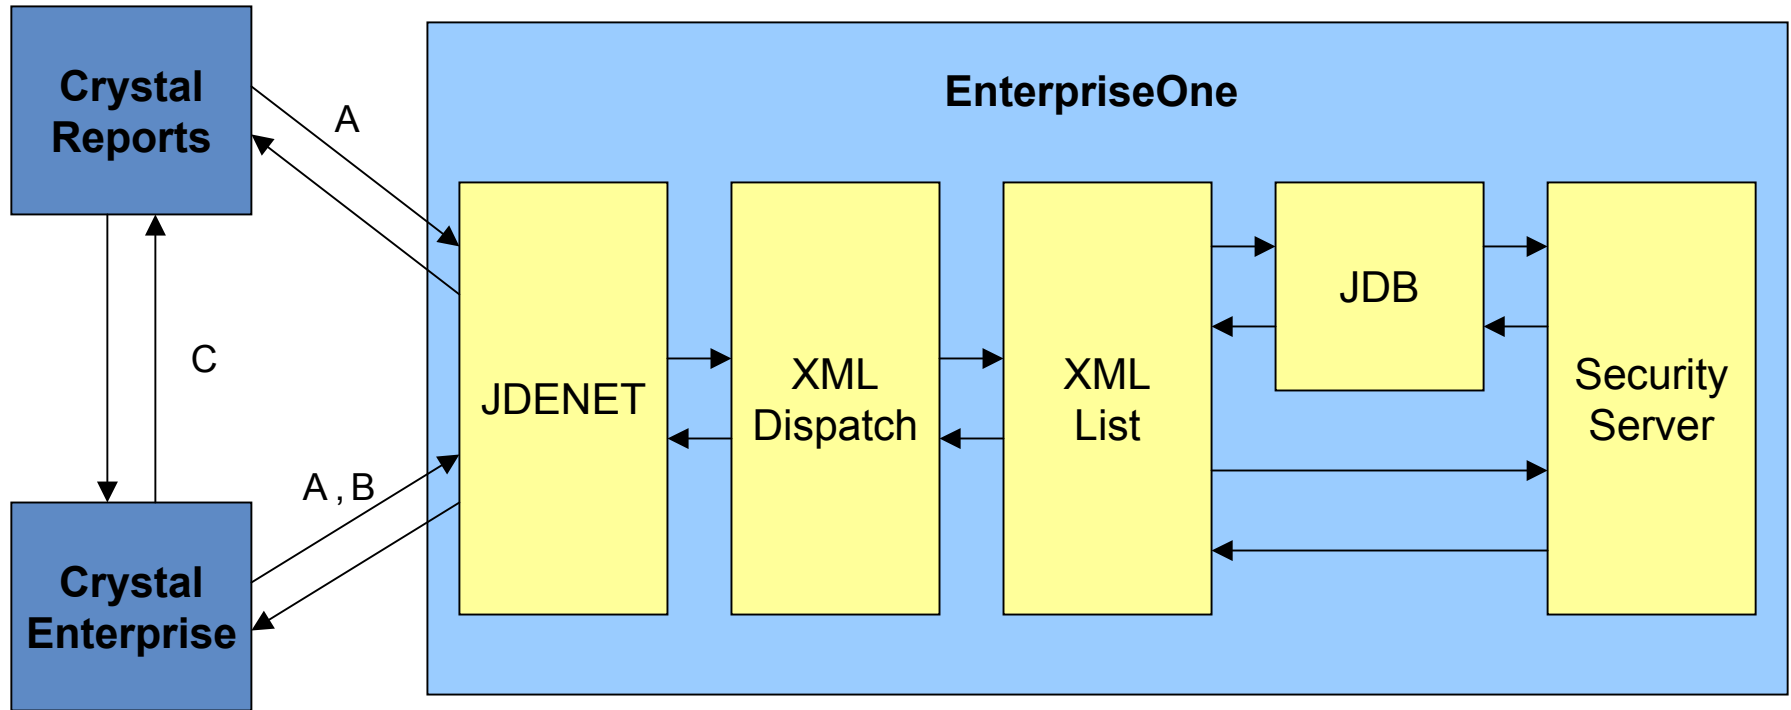 Crystal
Reports
A
EnterpriseOne
C
JDENET
XML
Dispatch
XML
List
JDB
Security
Server
A , B
Crystal
Enterprise